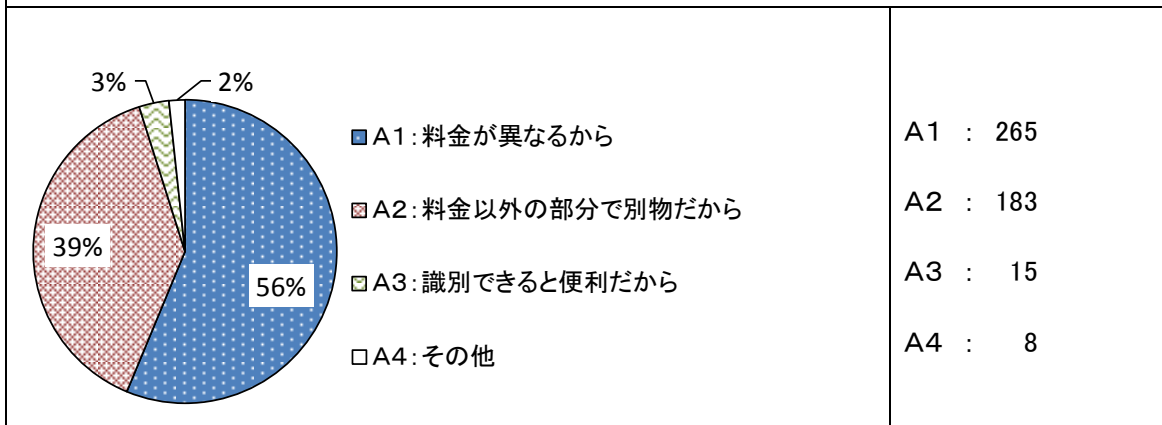 3% 2%
39%
56%
A1:料金が異なるから
A2:料金以外の部分で別物だから
A3:識別できると便利だから
A4:その他
A1 : 265
A2 : 183
A3 : 15
A4 : 8